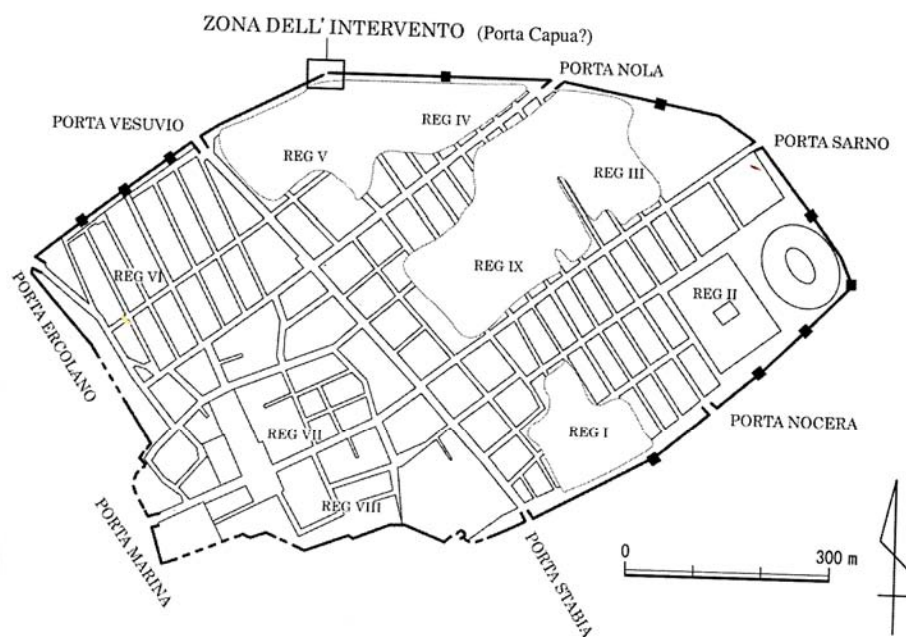 ZONA DELL' INTERVENTO (Porta Capua?)
PORTA NOLA
PORTA VESUVIO
REG IV
REG V
PORTA SARNO
REG III
REG VI
REG IX
REG II
PORTA ERCOLANO
REG VII
REG I
PORTA NOCERA
REG VIII
PORTA MARINA
PORTA STABIA
0 300 m